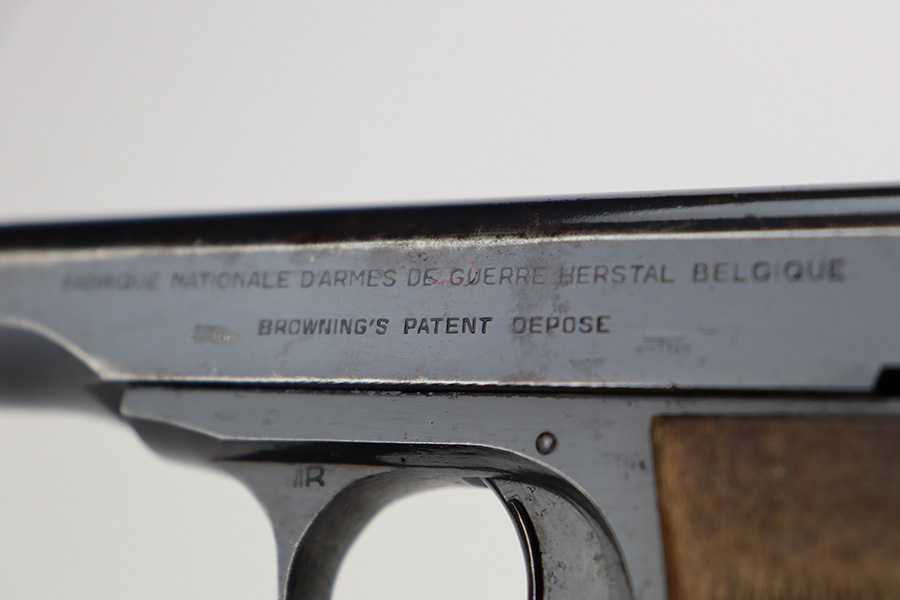 FABRIQUE NATIONALE D'ARMES DE GUERRE HERSTAL BELGIQUE
BROWNING'S PATENT DEPOSE
R